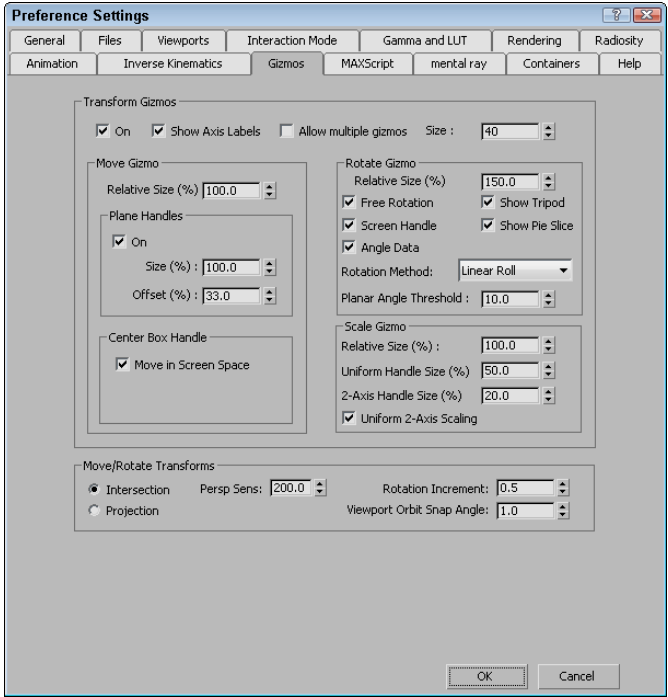 Preference Settings
General Files Viewports Interaction Mode Gamma and LUT Rendering Radiosity
Animation Inverse Kinematics Gizmos MAXScript mental ray Containers Help
Transform Gizmos
On Show Axis Labels Allow multiple gizmos Size : 40
Move Gizmo
Relative Size (%) 100.0
Plane Handles
On
Size (%) : 100.0
Offset (%) : 33.0
Center Box Handle
Move in Screen Space
Rotate Gizmo
Relative Size (%) 150.0
Free Rotation Show Tripod
Screen Handle Show Pie Slice
Angle Data
Rotation Method: Linear Roll
Planar Angle Threshold : 10.0
Scale Gizmo
Relative Size (%) : 100.0
Uniform Handle Size (%) 50.0
2-Axis Handle Size (%) 20.0
Uniform 2-Axis Scaling
Move/Rotate Transforms
Intersection Persp Sens: 200.0 Rotation Increment: 0.5
Projection Viewport Orbit Snap Angle: 1.0
OK Cancel